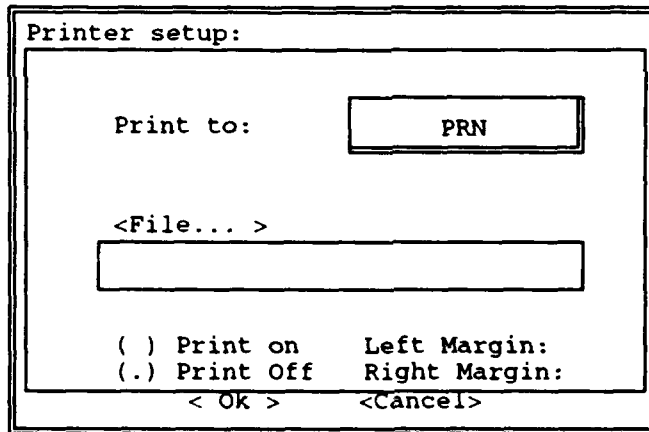 Printer setup:
Print to: PRN
<File... >
( ) Print on Left Margin:
(.) Print Off Right Margin:
< Ok > <Cancel>